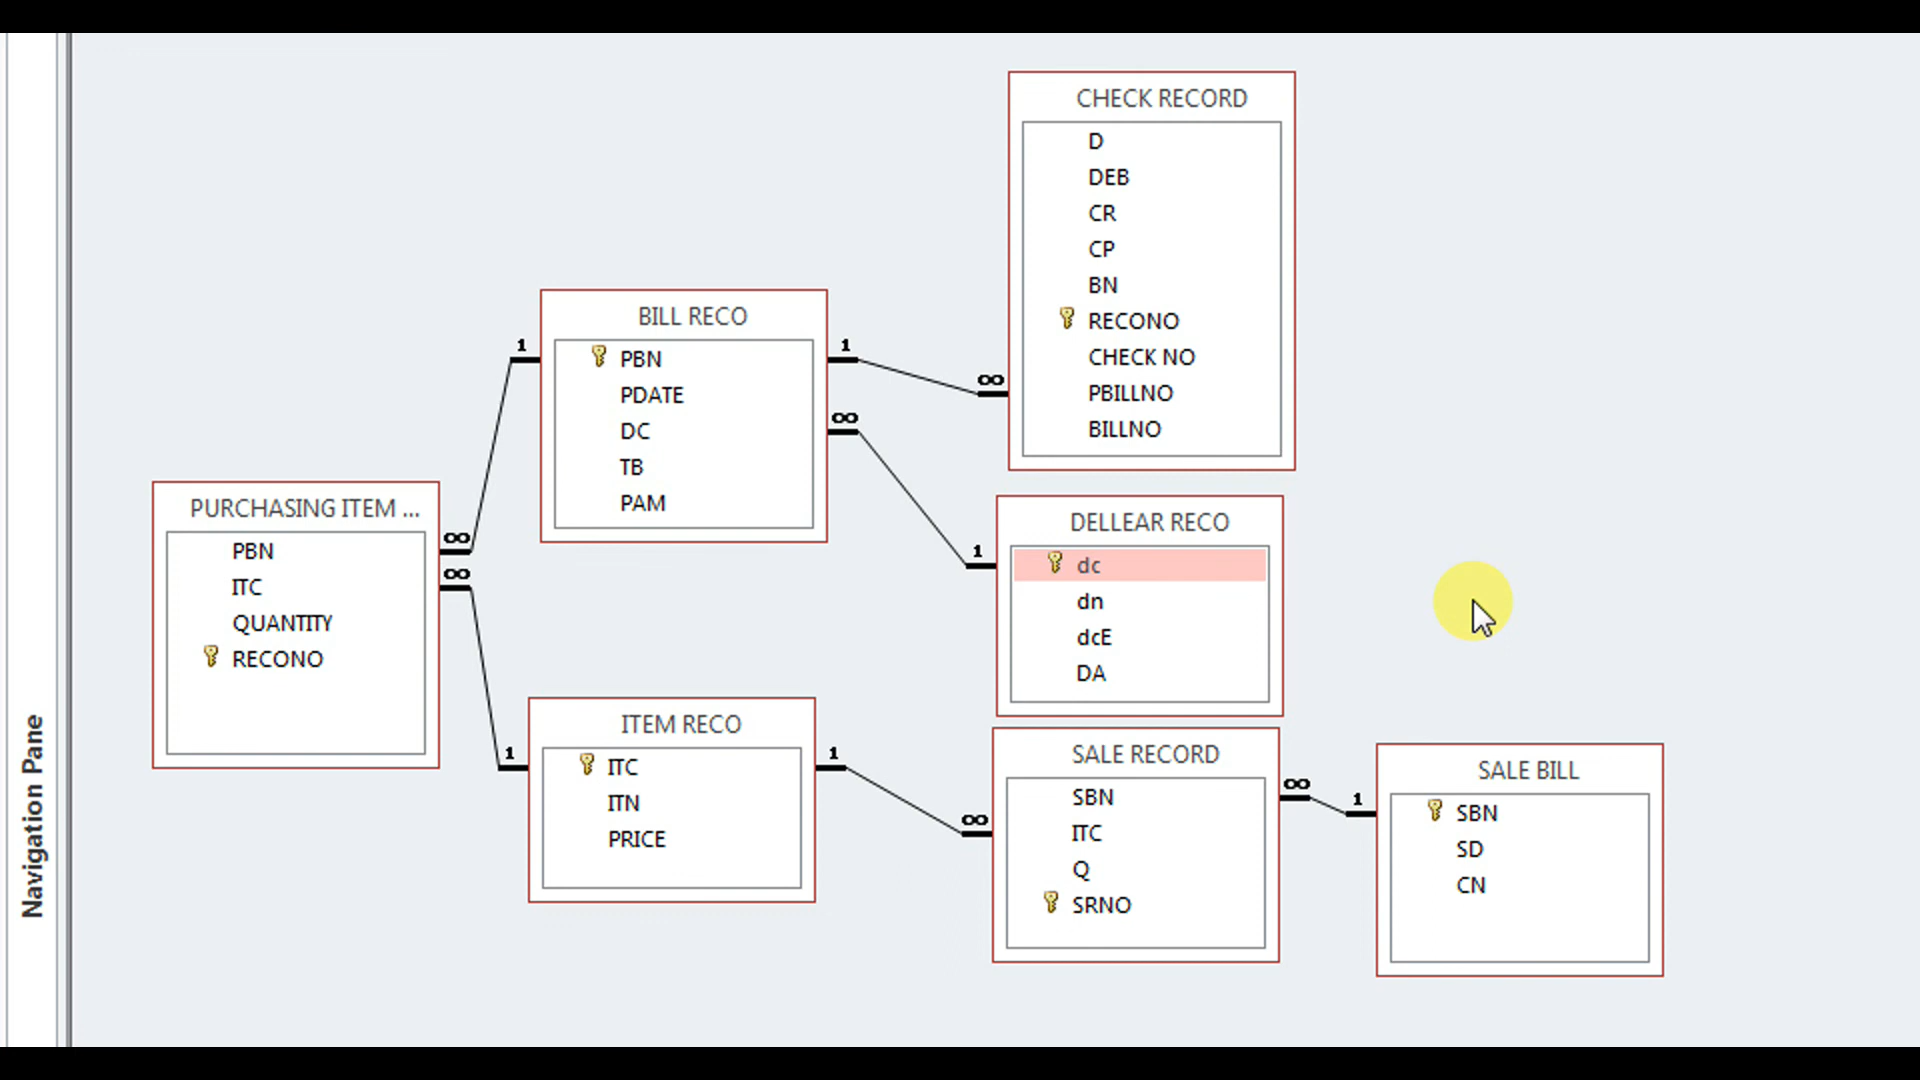 Navigation Pane
CHECK RECORD
D
DEB
CR
CP
BN
RECONO
CHECK NO
PBILLNO
BILLNO
BILL RECO
PBN
PDATE
DC
TB
PAM
1
1
∞
∞
1
PURCHASING ITEM ...
PBN
ITC
QUANTITY
RECONO
∞
∞
DELLEAR RECO
dc
dn
dcE
DA
1
ITEM RECO
ITC
ITN
PRICE
1
1
∞
SALE RECORD
SBN
ITC
Q
SRNO
∞
1
SALE BILL
SBN
SD
CN